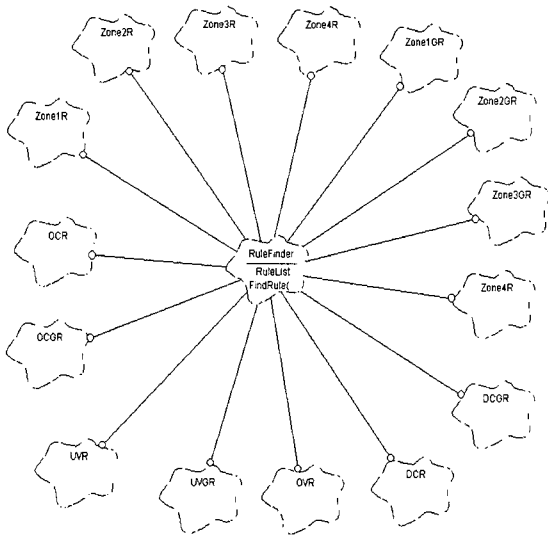 Zone2R
Zone3R
Zone4R
Zone1GR
Zone1R
Zone2GR
Zone3GR
OCR
RuleFinder
RuleList
FindRule(
Zone4R
OCGR
DCGR
UVR
UVGR
OVR
DCR